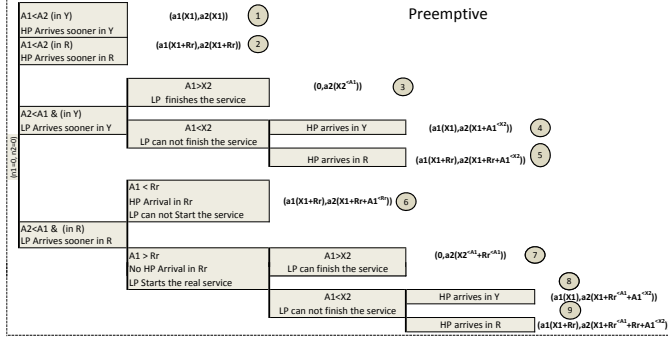 Preemptive
(n1=0, n2=0)
A1<A2 (in Y)
HP Arrives sooner in Y
(a1(X1),a2(X1))
1
A1<A2 (in R)
HP Arrives sooner in R
(a1(X1+Rr),a2(X1+Rr))
2
A2<A1 & (in Y)
LP Arrives sooner in Y
A1>X2
LP finishes the service
(0,a2(X2^<A1))
3
A1<X2
LP can not finish the service
HP arrives in Y
(a1(X1),a2(X1+A1^<X2))
4
HP arrives in R
(a1(X1+Rr),a2(X1+Rr+A1^<X2))
5
A2<A1 & (in R)
LP Arrives sooner in R
A1 < Rr
HP Arrival in Rr
LP can not Start the service
(a1(X1+Rr),a2(X1+Rr+A1^<Rr))
6
A1 > Rr
No HP Arrival in Rr
LP Starts the real service
A1>X2
LP can finish the service
(0,a2(X2^<A1+Rr^<A1))
7
A1<X2
LP can not finish the service
HP arrives in Y
8
(a1(X1),a2(X1+Rr^<A1+A1^<X2))
9
HP arrives in R
(a1(X1+Rr),a2(X1+Rr^<A1+Rr+A1^<X2)